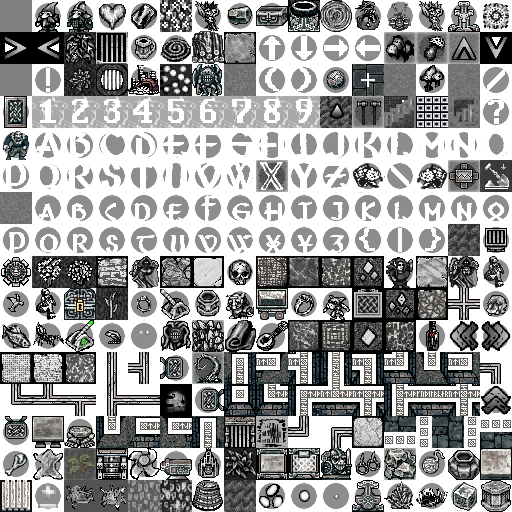 > < ↑ ↓ → ← ∧ ∨
! ( ) + /
1 2 3 4 5 6 7 8 9 ?
A B C D E F G H I J K L M N O
P Q R S T U V W X Y Z \
A B C D E F G H I J K L M N O
P Q R S T U V W X Y Z { | }